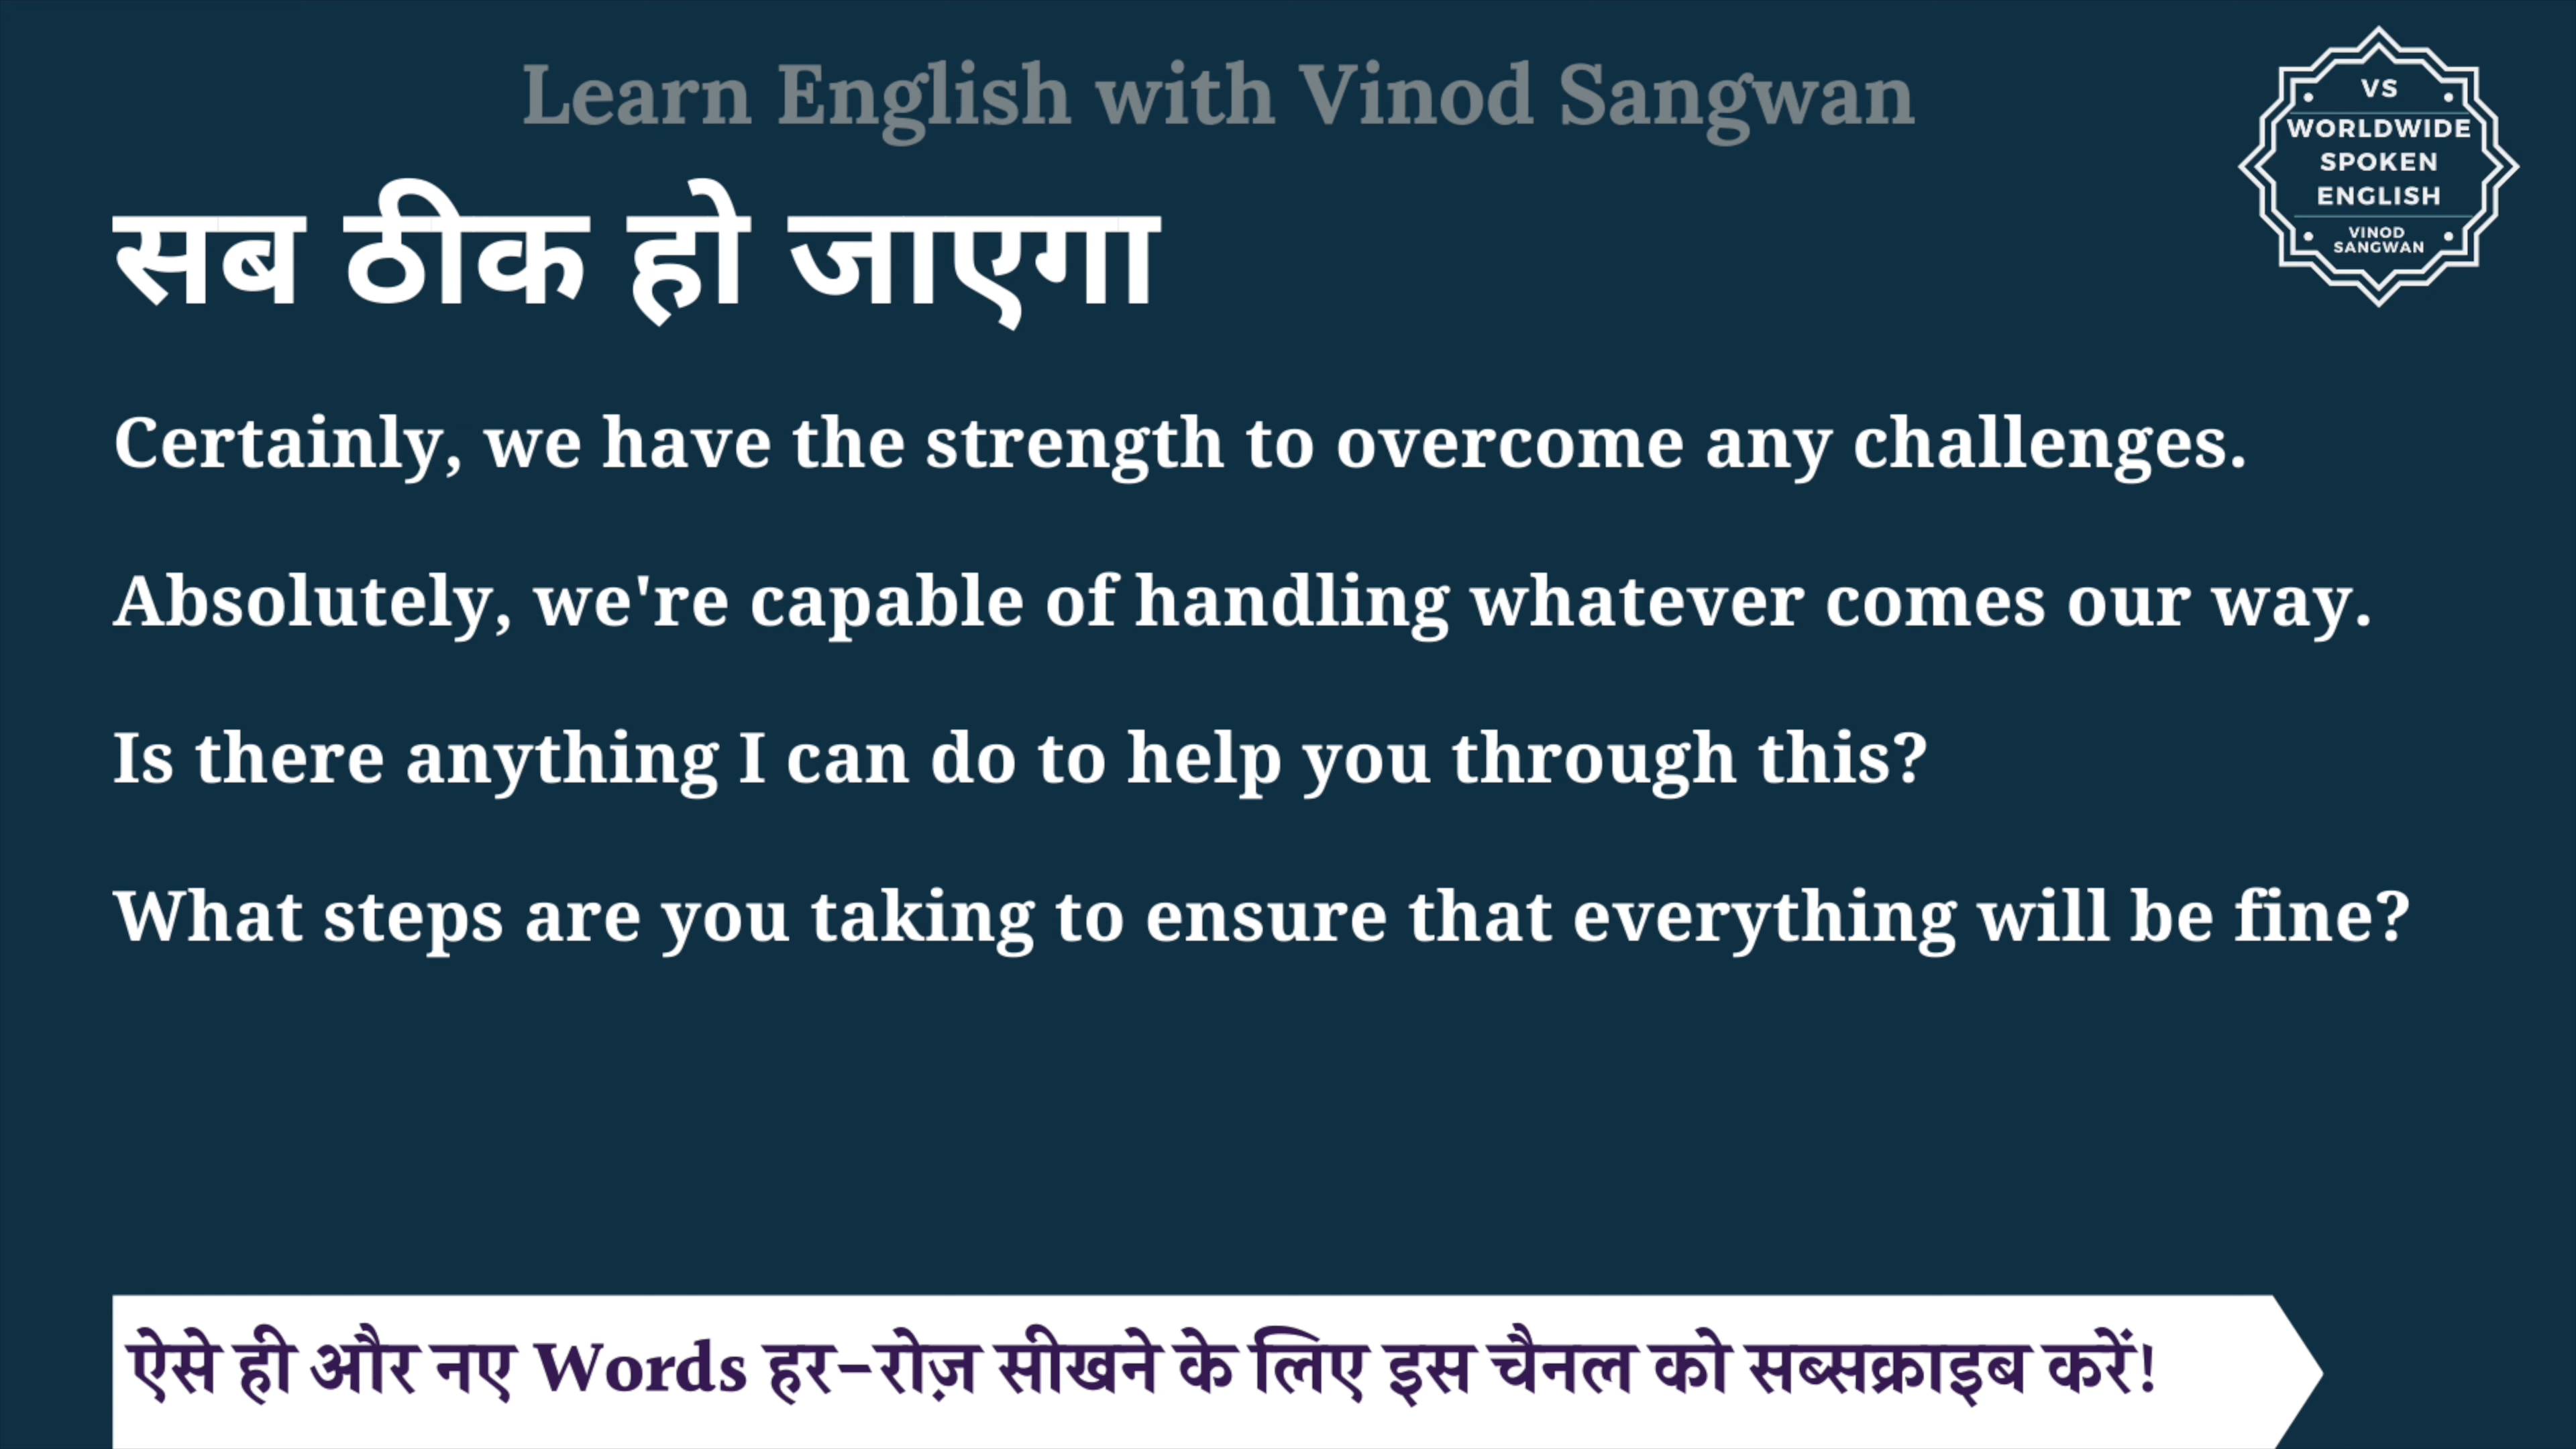 Learn English with Vinod Sangwan
VS
WORLDWIDE
SPOKEN
ENGLISH
VINOD
SANGWAN
सब ठीक हो जाएगा
Certainly, we have the strength to overcome any challenges.
Absolutely, we're capable of handling whatever comes our way.
Is there anything I can do to help you through this?
What steps are you taking to ensure that everything will be fine?
ऐसे ही और नए Words हर-रोज़ सीखने के लिए इस चैनल को सब्सक्राइब करें!